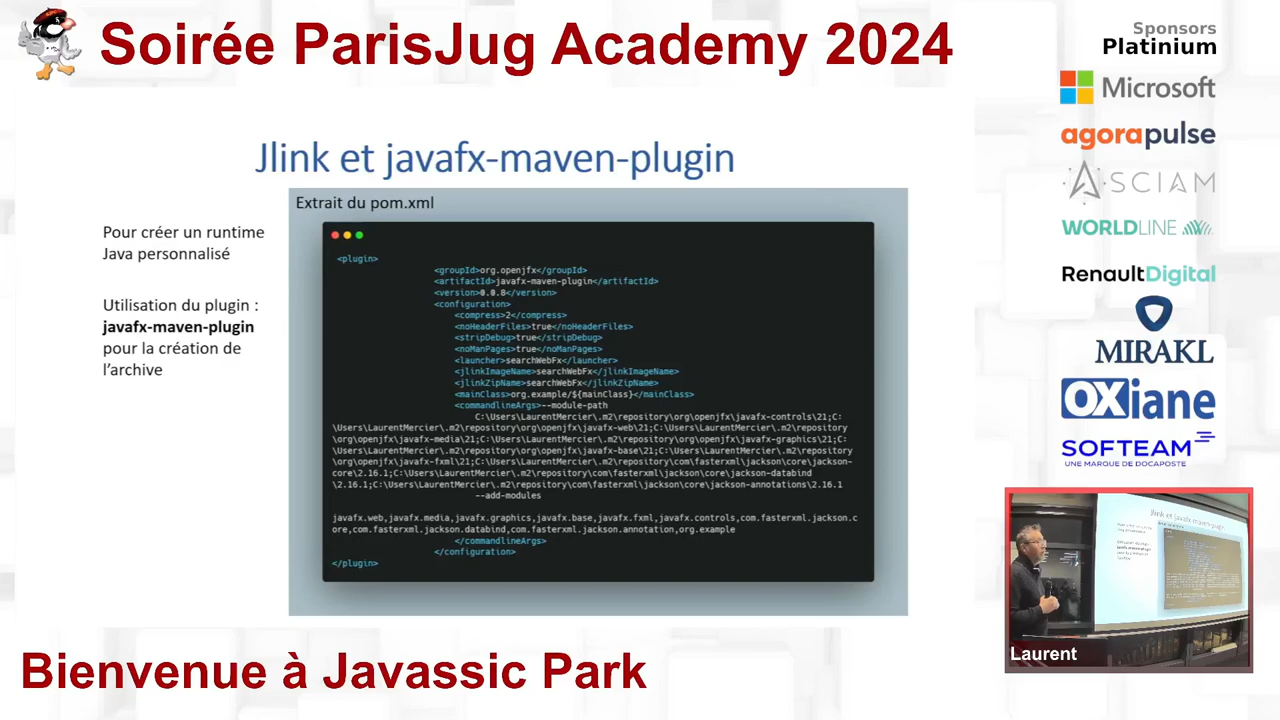 Soirée ParisJug Academy 2024
Sponsors
Platinium
Microsoft
agorapulse
SCIAM
WORLDLINE
RenaultDigital
MIRAKL
OXiane
SOFTEAM
UNE MARQUE DE DOCAPOSTE
Jlink et javafx-maven-plugin
Pour créer un runtime
Java personnalisé
Utilisation du plugin :
javafx-maven-plugin
pour la création de
l’archive
Extrait du pom.xml
<plugin>
<groupId>org.openjfx</groupId>
<artifactId>javafx-maven-plugin</artifactId>
<version>0.0.8</version>
<configuration>
<compress>2</compress>
<noHeaderFiles>true</noHeaderFiles>
<stripDebug>true</stripDebug>
<noManPages>true</noManPages>
<launcher>searchWebFx</launcher>
<jlinkImageName>searchWebFx</jlinkImageName>
<jlinkZipName>searchWebFx</jlinkZipName>
<mainClass>org.example/${mainClass}</mainClass>
<commandlineArgs>--module-path
C:\Users\LaurentMercier\.m2\repository\org\openjfx\javafx-controls\21;C:
\Users\LaurentMercier\.m2\repository\org\openjfx\javafx-web\21;C:\Users\LaurentMercier\.m2\repository
\org\openjfx\javafx-media\21;C:\Users\LaurentMercier\.m2\repository\org\openjfx\javafx-graphics\21;C:
\Users\LaurentMercier\.m2\repository\org\openjfx\javafx-base\21;C:\Users\LaurentMercier\.m2\repository
\org\openjfx\javafx-fxml\21;C:\Users\LaurentMercier\.m2\repository\com\fasterxml\jackson\core\jackson-
core\2.16.1;C:\Users\LaurentMercier\.m2\repository\com\fasterxml\jackson\core\jackson-databind
\2.16.1;C:\Users\LaurentMercier\.m2\repository\com\fasterxml\jackson\core\jackson-annotations\2.16.1
--add-modules
javafx.web,javafx.media,javafx.graphics,javafx.base,javafx.fxml,javafx.controls,com.fasterxml.jackson.c
ore,com.fasterxml.jackson.databind,com.fasterxml.jackson.annotation,org.example
</commandlineArgs>
</configuration>
</plugin>
Jlink et javafx-maven-plugin
Laurent
Bienvenue à Javassic Park